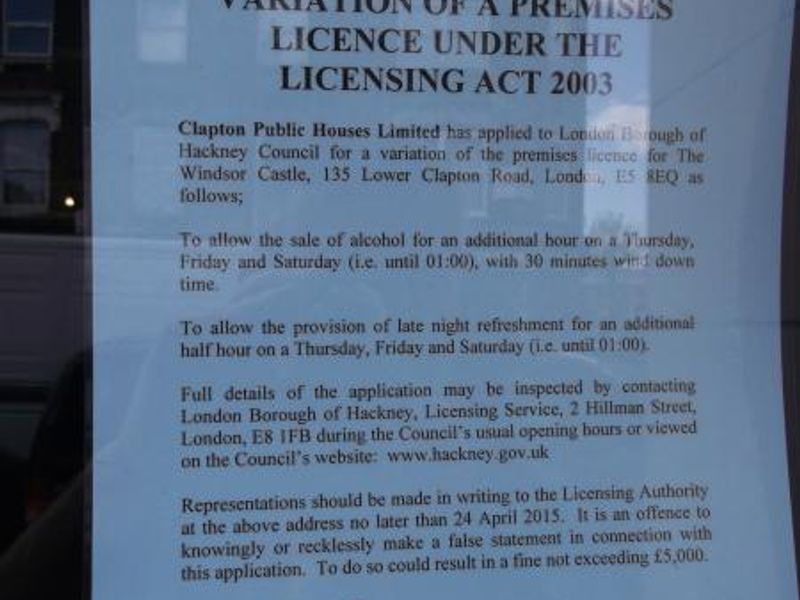 VARIATION OF A PREMISES
LICENCE UNDER THE
LICENSING ACT 2003
Clapton Public Houses Limited has applied to London Borough of
Hackney Council for a variation of the premises licence for The
Windsor Castle, 135 Lower Clapton Road, London, E5 8EQ as
follows;
To allow the sale of alcohol for an additional hour on a Thursday,
Friday and Saturday (i.e. until 01:00), with 30 minutes wind down
time.
To allow the provision of late night refreshment for an additional
half hour on a Thursday, Friday and Saturday (i.e. until 01:00).
Full details of the application may be inspected by contacting
London Borough of Hackney, Licensing Service, 2 Hillman Street,
London, E8 1FB during the Council's usual opening hours or viewed
on the Council's website: www.hackney.gov.uk
Representations should be made in writing to the Licensing Authority
at the above address no later than 24 April 2015. It is an offence to
knowingly or recklessly make a false statement in connection with
this application. To do so could result in a fine not exceeding £5,000.